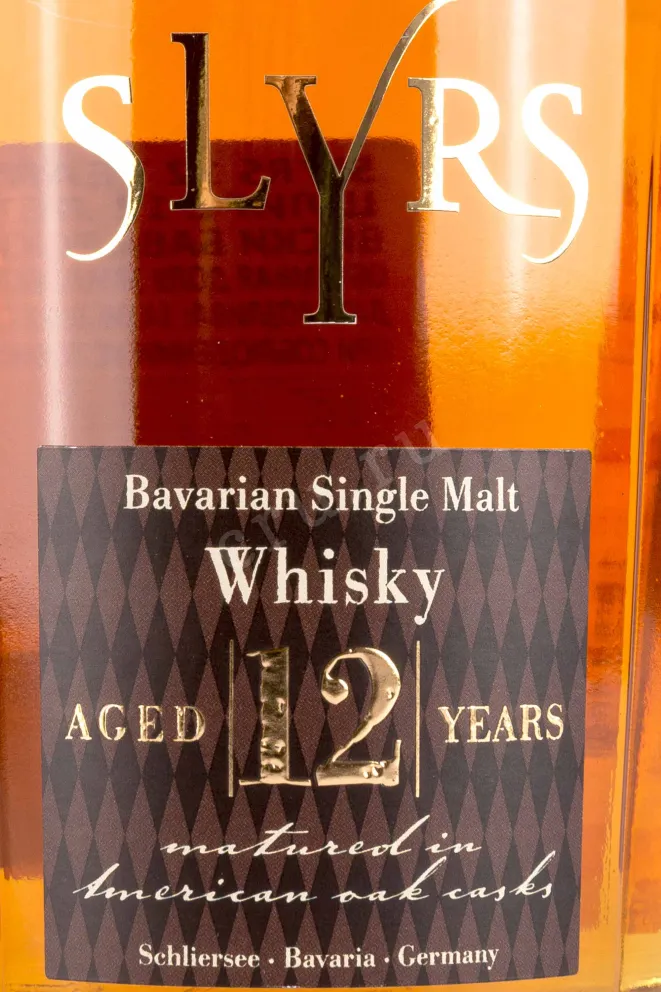 SLYRS
Bavarian Single Malt
Whisky
AGED 12 YEARS
matured in
American oak casks
Schliersee · Bavaria · Germany